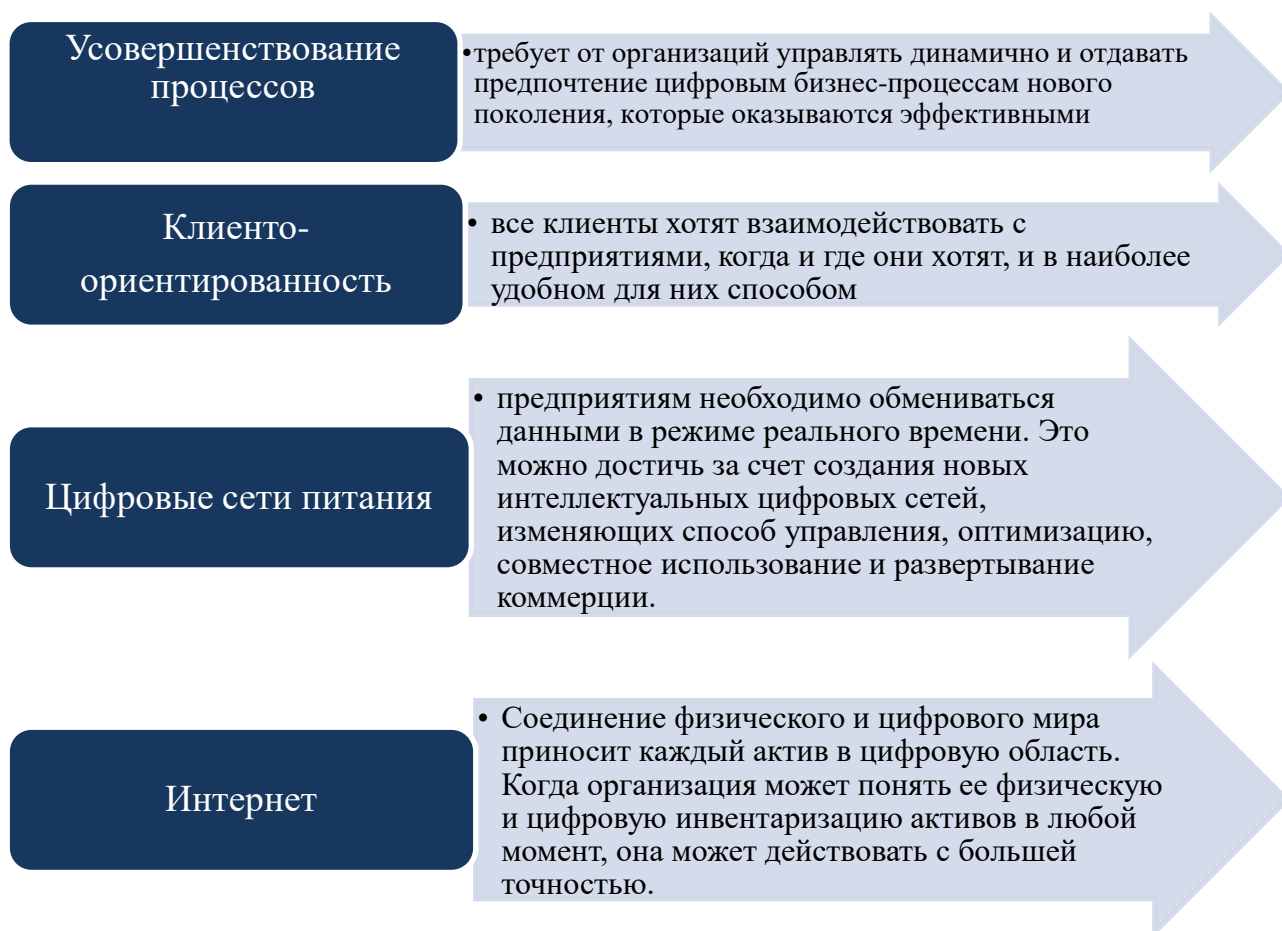 Усовершенствование
процессов
•требует от организаций управлять динамично и отдавать
предпочтение цифровым бизнес-процессам нового
поколения, которые оказываются эффективными
Клиенто-
ориентированность
• все клиенты хотят взаимодействовать с
предприятиями, когда и где они хотят, и в наиболее
удобном для них способом
Цифровые сети питания
• предприятиям необходимо обмениваться
данными в режиме реального времени. Это
можно достичь за счет создания новых
интеллектуальных цифровых сетей,
изменяющих способ управления, оптимизацию,
совместное использование и развертывание
коммерции.
Интернет
• Соединение физического и цифрового мира
приносит каждый актив в цифровую область.
Когда организация может понять ее физическую
и цифровую инвентаризацию активов в любой
момент, она может действовать с большей
точностью.